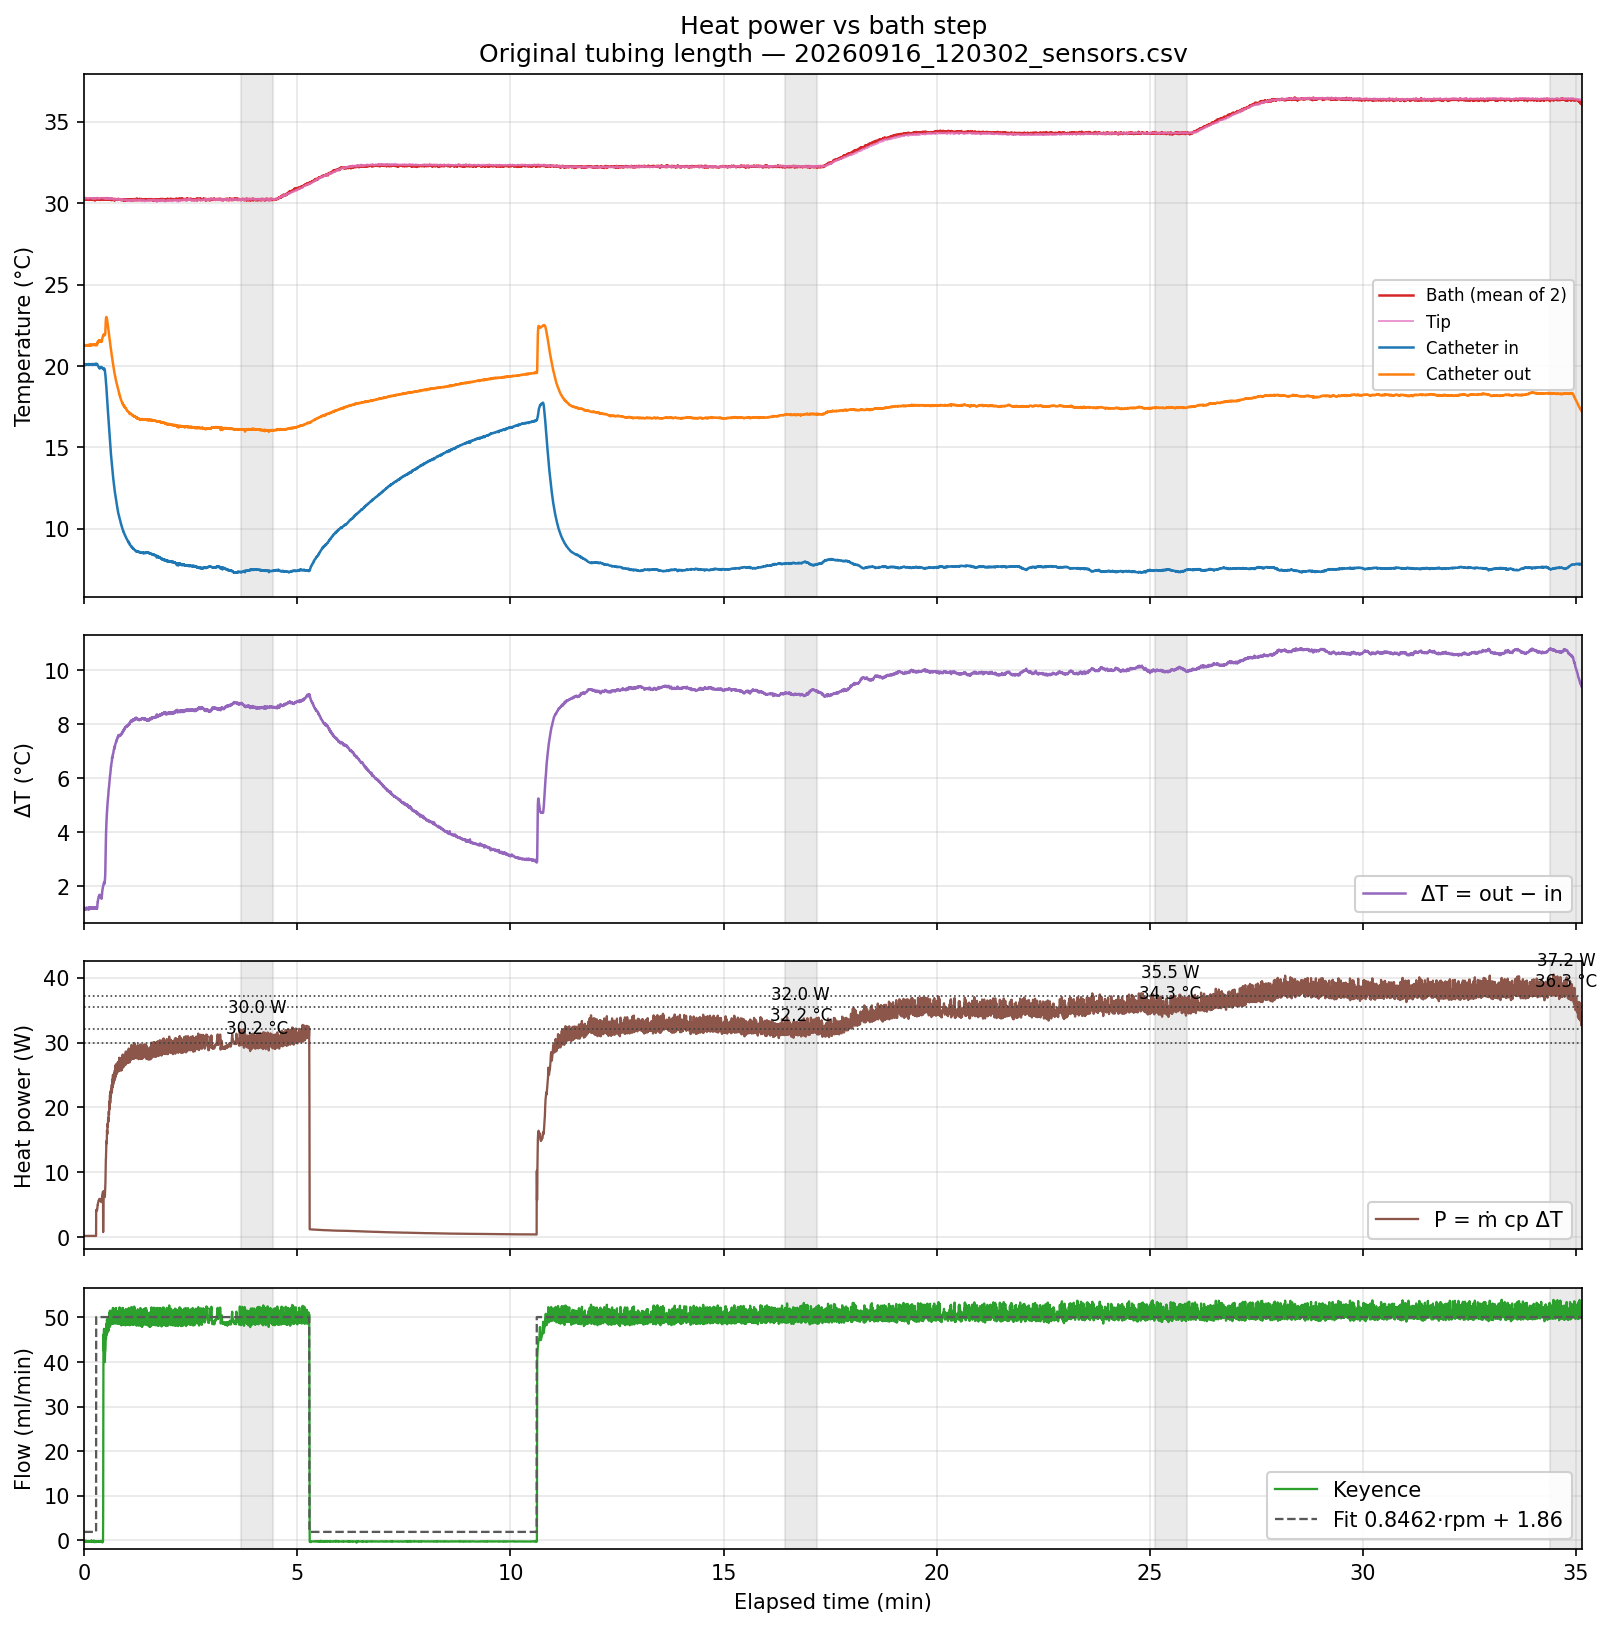 Heat power vs bath step
Original tubing length — 20260916_120302_sensors.csv
Temperature (°C)
35
30
25
20
15
10
Bath (mean of 2)
Tip
Catheter in
Catheter out
ΔT (°C)
10
8
6
4
2
ΔT = out − in
Heat power (W)
40
30
20
10
0
30.0 W
30.2 °C
32.0 W
32.2 °C
35.5 W
34.3 °C
37.2 W
36.3 °C
P = ṁ cp ΔT
Flow (ml/min)
50
40
30
20
10
0
Keyence
Fit 0.8462·rpm + 1.86
0 5 10 15 20 25 30 35
Elapsed time (min)